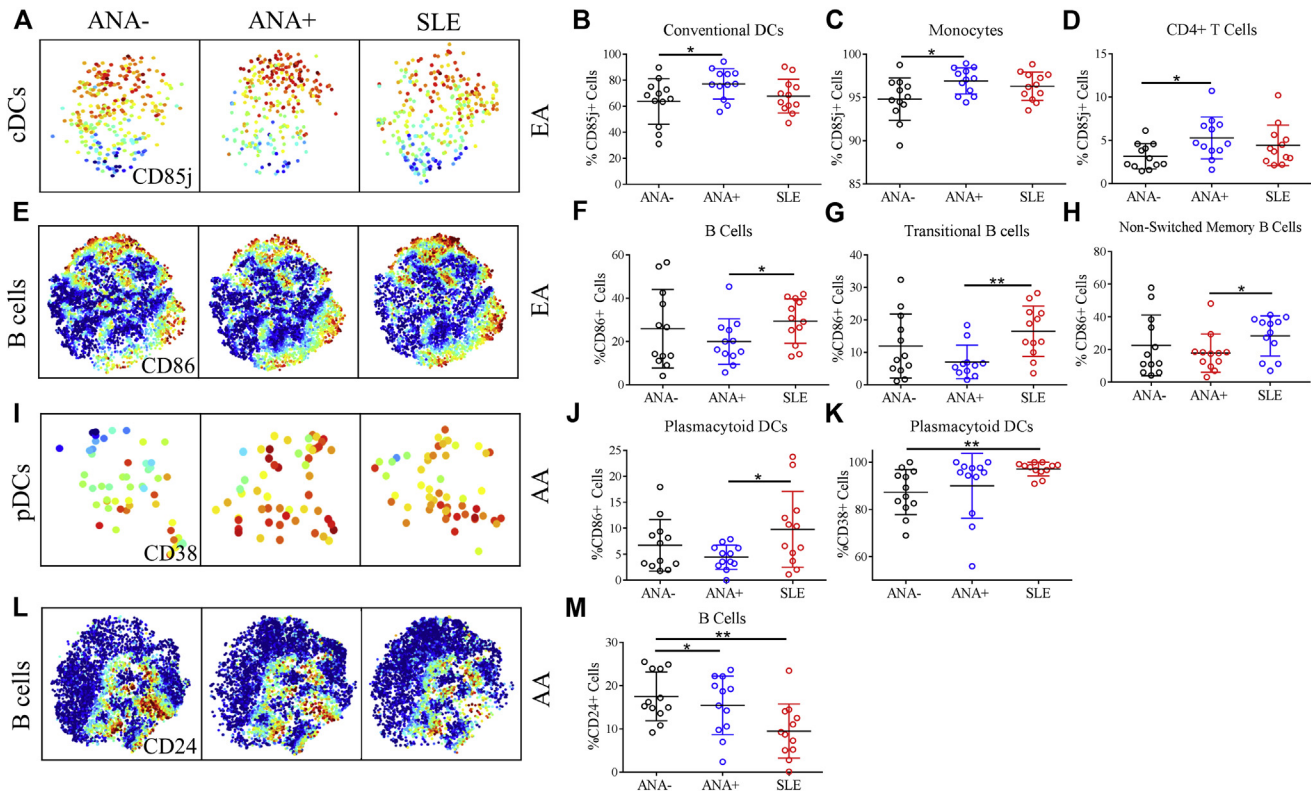 A ANA- ANA+ SLE
cDCs
CD85j
EA
B
Conventional DCs
% CD85j+ Cells
100
80
60
40
20
0
*
ANA- ANA+ SLE
C
Monocytes
% CD85j+ Cells
100
95
90
85
*
ANA- ANA+ SLE
D
CD4+ T Cells
% CD85j+ Cells
15
10
5
0
*
ANA- ANA+ SLE
E
B cells
CD86
EA
F
B Cells
%CD86+ Cells
60
40
20
0
*
ANA- ANA+ SLE
G
Transitional B cells
%CD86+ Cells
40
30
20
10
0
**
ANA- ANA+ SLE
H
Non-Switched Memory B Cells
% CD86+ Cells
80
60
40
20
0
*
ANA- ANA+ SLE
I
pDCs
CD38
AA
J
Plasmacytoid DCs
%CD86+ Cells
25
20
15
10
5
0
*
ANA- ANA+ SLE
K
Plasmacytoid DCs
%CD38+ Cells
100
80
60
**
ANA- ANA+ SLE
L
B cells
CD24
AA
M
B Cells
%CD24+ Cells
30
20
10
0
**
*
ANA- ANA+ SLE